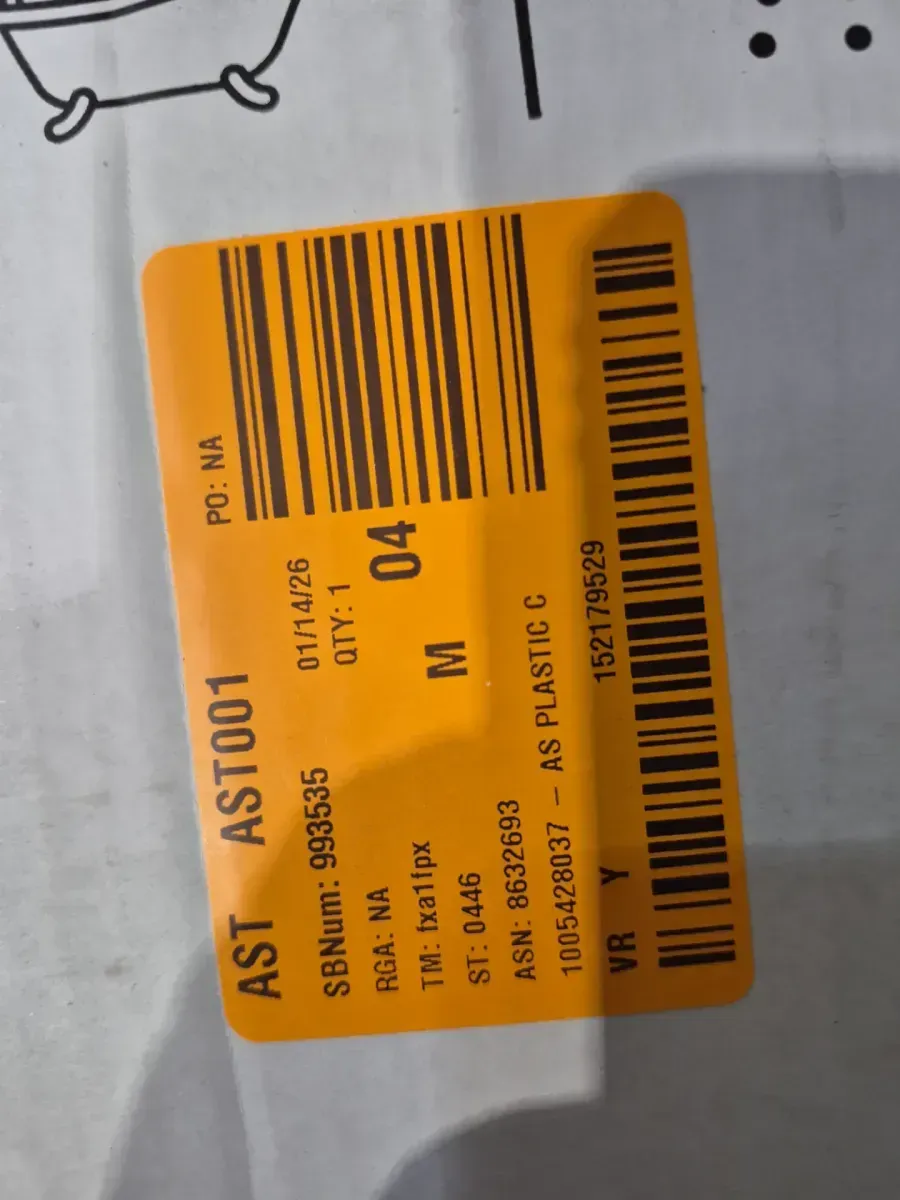 AST AST001
PO: NA
SBNum: 993535
01/14/26
RGA: NA
QTY: 1
TM: fxa1fpx
04
ST: 0446
M
ASN: 8632693
1005428037 – AS PLASTIC C
VR Y
152179529